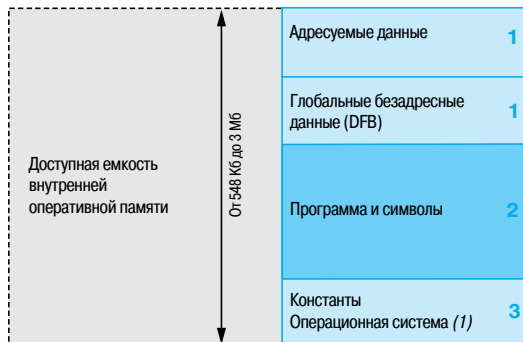 Доступная емкость
внутренней
оперативной памяти
От 548 Кб до 3 Мб
Адресуемые данные 1
Глобальные безадресные
данные (DFB) 1
Программа и символы 2
Константы
Операционная система (1) 3